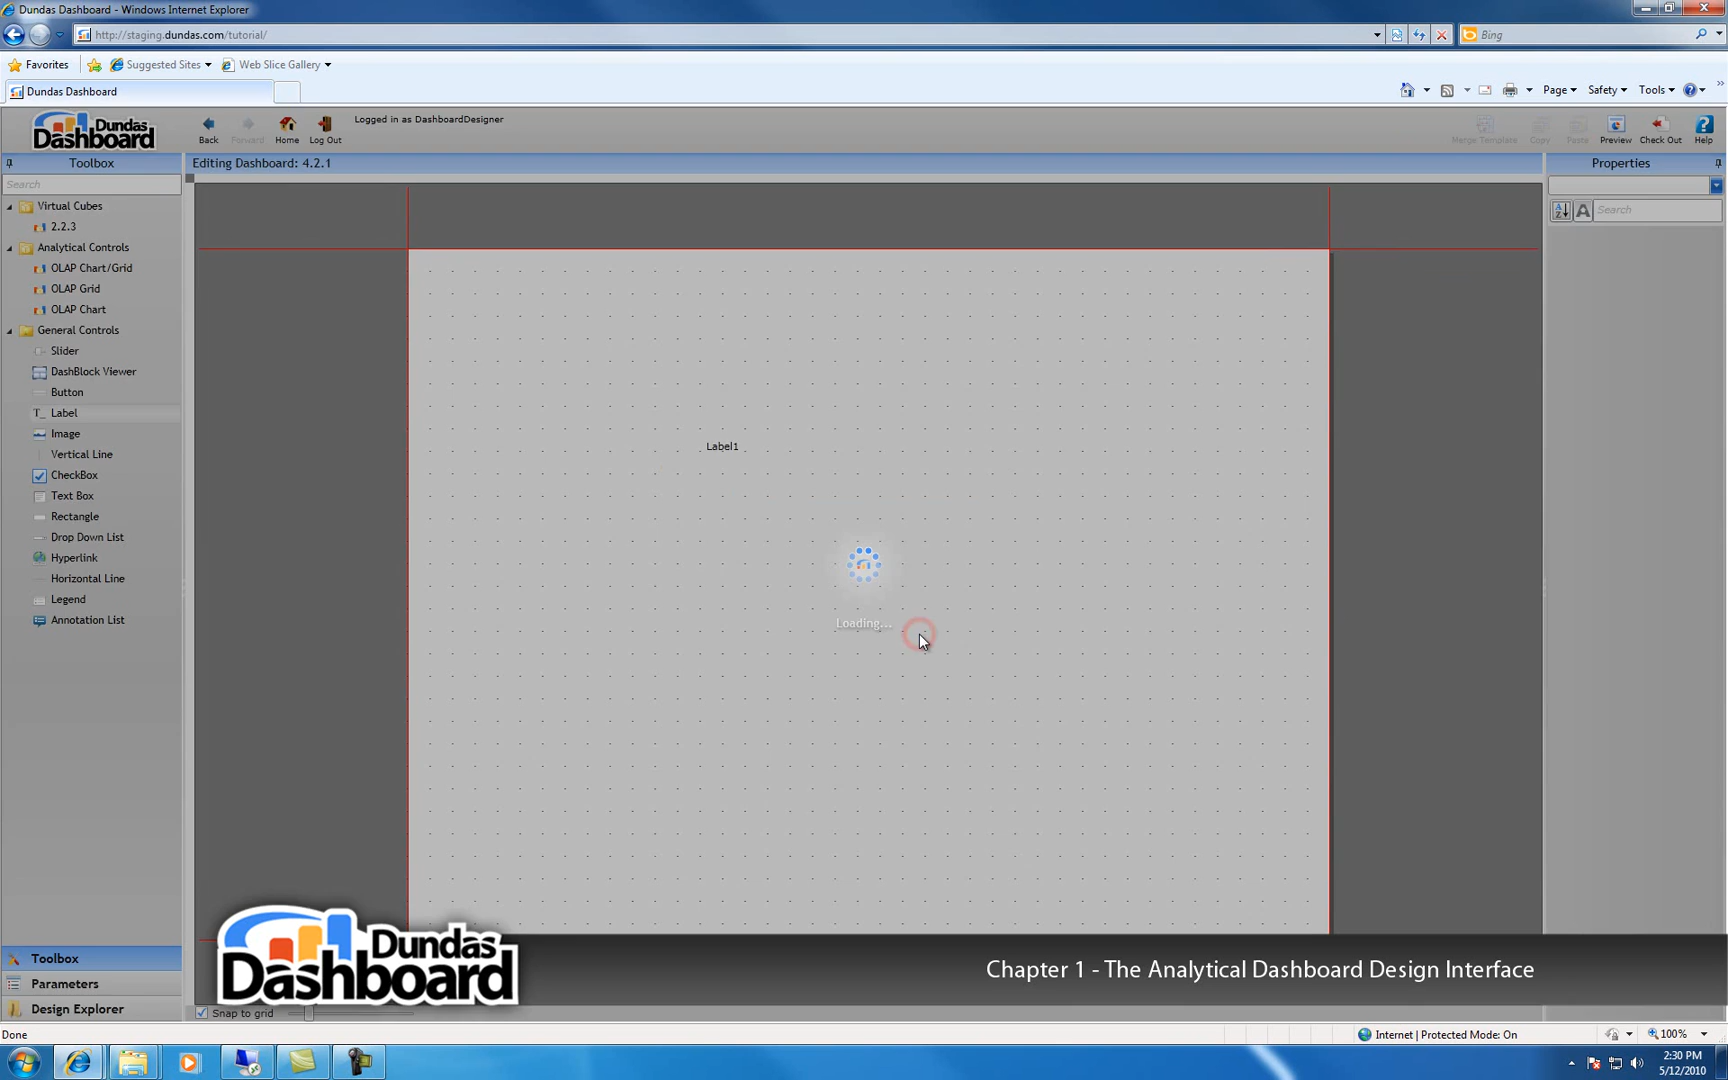 Dundas Dashboard - Windows Internet Explorer
http://staging.dundas.com/tutorial/
Bing
Favorites
Suggested Sites
Web Slice Gallery
Dundas Dashboard
Page
Safety
Tools
Dundas
Dashboard
Back
Forward
Home
Log Out
Logged in as DashboardDesigner
Merge Template
Copy
Paste
Preview
Check Out
Help
Toolbox
Editing Dashboard: 4.2.1
Properties
Search
Search
Virtual Cubes
2.2.3
Analytical Controls
OLAP Chart/Grid
OLAP Grid
OLAP Chart
General Controls
Slider
DashBlock Viewer
Button
Label
Image
Vertical Line
CheckBox
Text Box
Rectangle
Drop Down List
Hyperlink
Horizontal Line
Legend
Annotation List
Label1
Loading...
Toolbox
Parameters
Design Explorer
Dundas
Dashboard
Chapter 1 - The Analytical Dashboard Design Interface
Snap to grid
Done
Internet | Protected Mode: On
100%
2:30 PM
5/12/2010